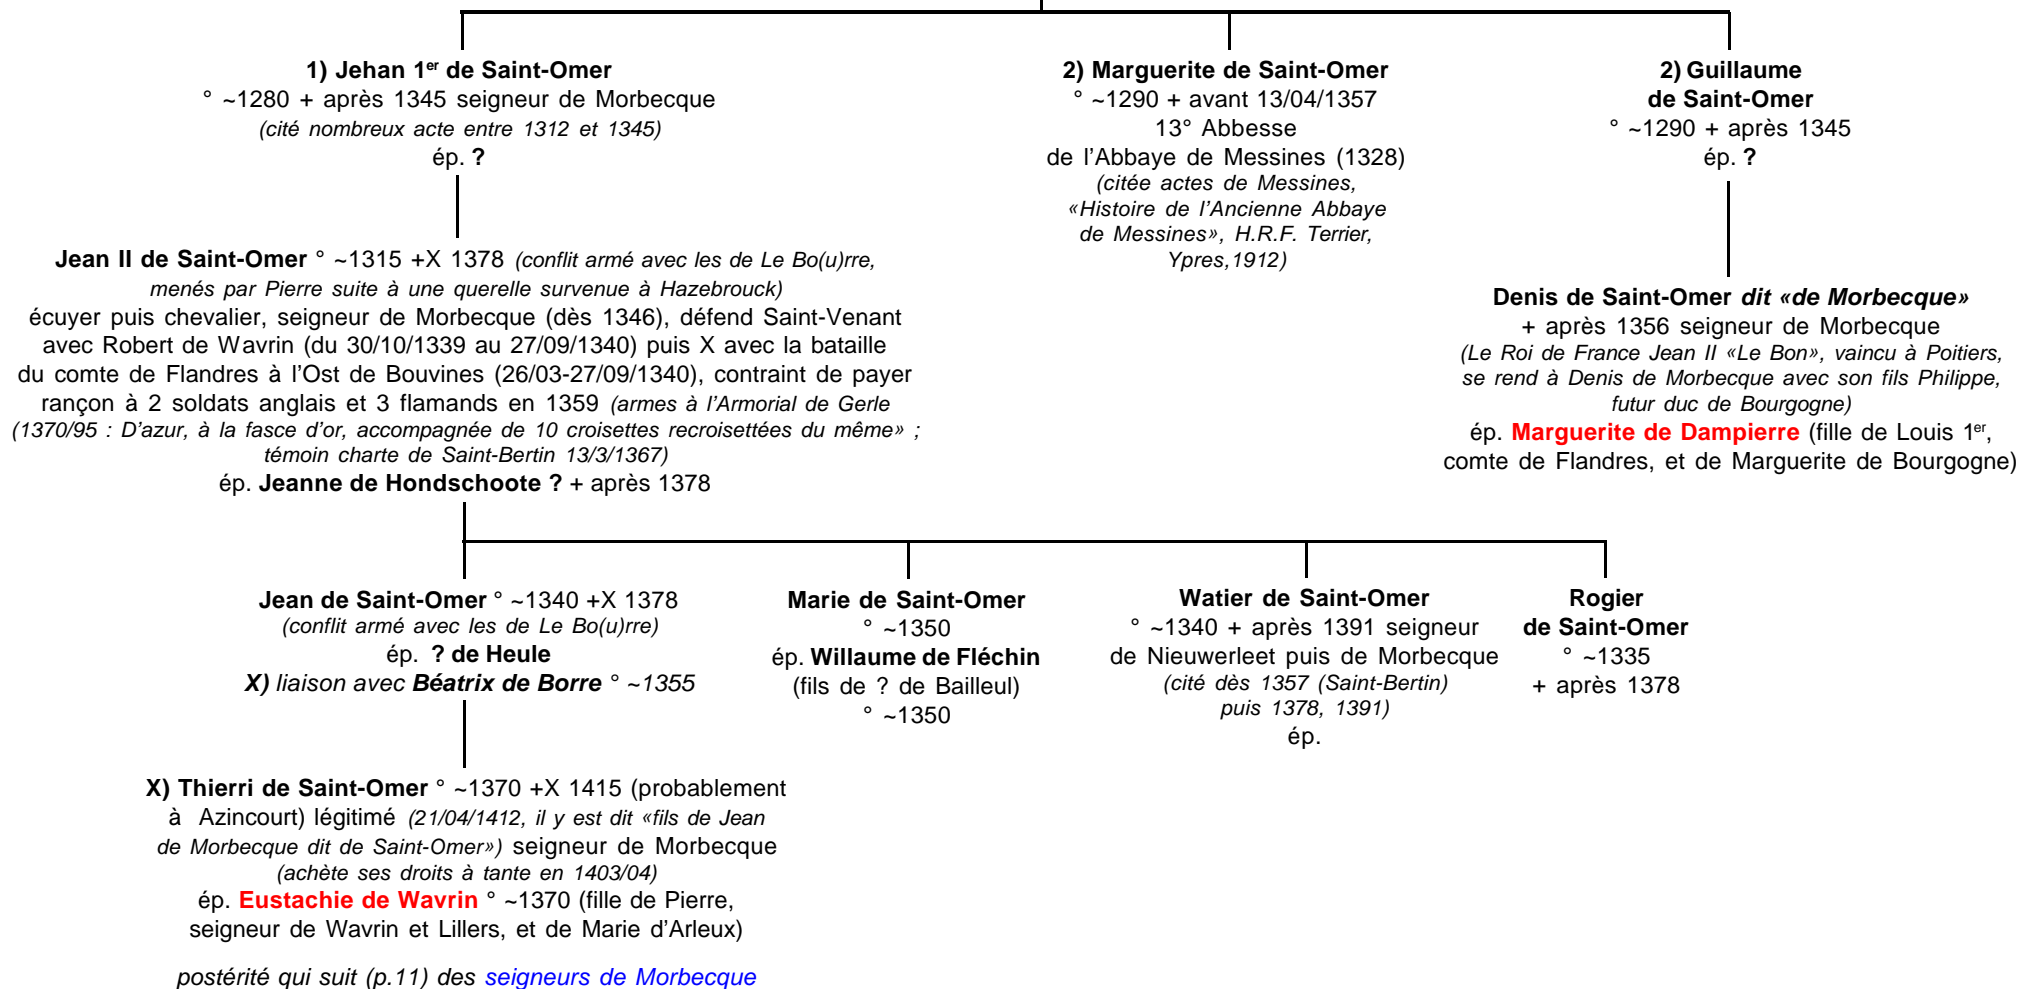 1) Jehan 1er de Saint-Omer
° ~1280 + après 1345 seigneur de Morbecque
(cité nombreux acte entre 1312 et 1345)
ép. ?
2) Marguerite de Saint-Omer
° ~1290 + avant 13/04/1357
13° Abbesse
de l'Abbaye de Messines (1328)
(citée actes de Messines,
«Histoire de l'Ancienne Abbaye
de Messines», H.R.F. Terrier,
Ypres,1912)
2) Guillaume
de Saint-Omer
° ~1290 + après 1345
ép. ?
Jean II de Saint-Omer ° ~1315 +X 1378 (conflit armé avec les de Le Bo(u)rre,
menés par Pierre suite à une querelle survenue à Hazebrouck)
écuyer puis chevalier, seigneur de Morbecque (dès 1346), défend Saint-Venant
avec Robert de Wavrin (du 30/10/1339 au 27/09/1340) puis X avec la bataille
du comte de Flandres à l'Ost de Bouvines (26/03-27/09/1340), contraint de payer
rançon à 2 soldats anglais et 3 flamands en 1359 (armes à l'Armorial de Gerle
(1370/95 : D'azur, à la fasce d'or, accompagnée de 10 croisettes recroisettées du même» ;
témoin charte de Saint-Bertin 13/3/1367)
ép. Jeanne de Hondschoote ? + après 1378
Denis de Saint-Omer dit «de Morbecque»
+ après 1356 seigneur de Morbecque
(Le Roi de France Jean II «Le Bon», vaincu à Poitiers,
se rend à Denis de Morbecque avec son fils Philippe,
futur duc de Bourgogne)
ép. Marguerite de Dampierre (fille de Louis 1er,
comte de Flandres, et de Marguerite de Bourgogne)
Jean de Saint-Omer ° ~1340 +X 1378
(conflit armé avec les de Le Bo(u)rre)
ép. ? de Heule
X) liaison avec Béatrix de Borre ° ~1355
Marie de Saint-Omer
° ~1350
ép. Willaume de Fléchin
(fils de ? de Bailleul)
° ~1350
Watier de Saint-Omer
° ~1340 + après 1391 seigneur
de Nieuwerleet puis de Morbecque
(cité dès 1357 (Saint-Bertin)
puis 1378, 1391)
ép.
Rogier
de Saint-Omer
° ~1335
+ après 1378
X) Thierri de Saint-Omer ° ~1370 +X 1415 (probablement
à Azincourt) légitimé (21/04/1412, il y est dit «fils de Jean
de Morbecque dit de Saint-Omer») seigneur de Morbecque
(achète ses droits à tante en 1403/04)
ép. Eustachie de Wavrin ° ~1370 (fille de Pierre,
seigneur de Wavrin et Lillers, et de Marie d'Arleux)
postérité qui suit (p.11) des seigneurs de Morbecque